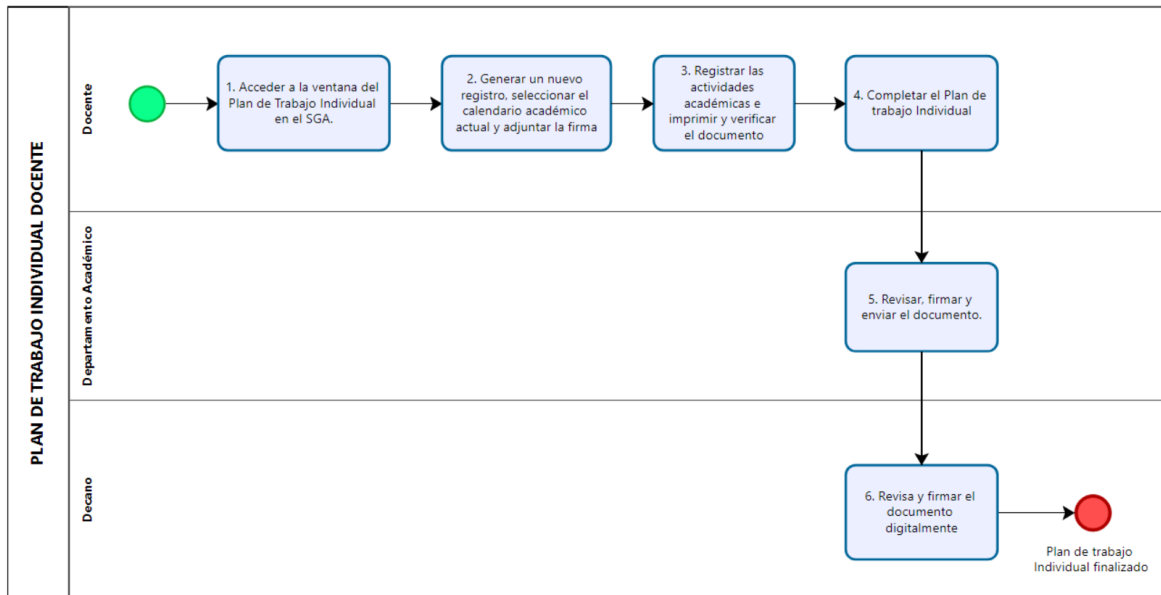 PLAN DE TRABAJO INDIVIDUAL DOCENTE
Docente
1. Acceder a la ventana del
Plan de Trabajo Individual
en el SGA.
2. Generar un nuevo
registro, seleccionar el
calendario académico
actual y adjuntar la firma
3. Registrar las
actividades
académicas e
imprimir y verificar
el documento
4. Completar el Plan de
trabajo Individual
Departamento Académico
5. Revisar, firmar y
enviar el documento.
Decano
6. Revisa y firmar el
documento
digitalmente
Plan de trabajo
Individual finalizado